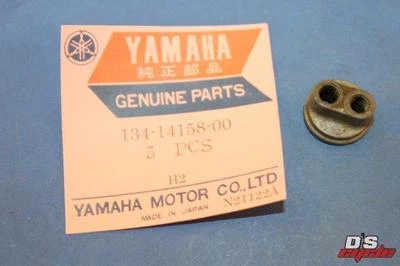 YAMAHA
純正部品
GENUINE PARTS
134-14158-00
5 PCS
H2
YAMAHA MOTOR CO., LTD
MADE IN JAPAN N21122A
D'S
cycle